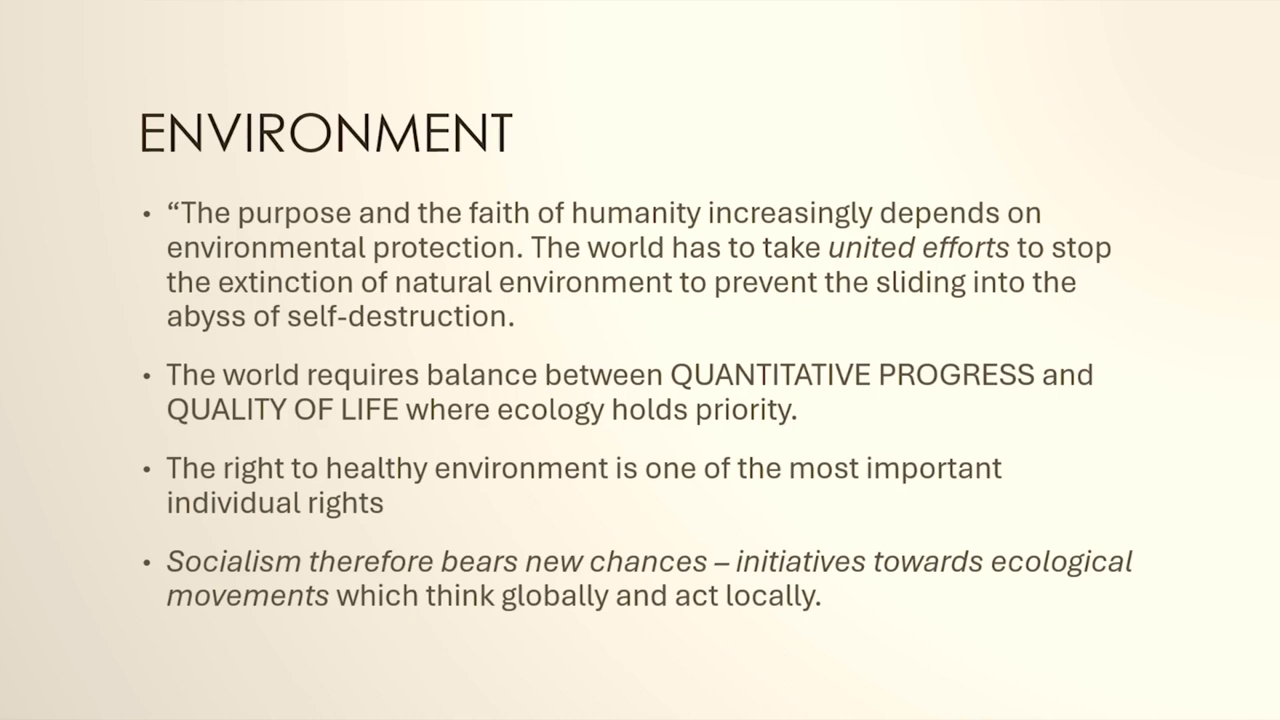 ENVIRONMENT
• “The purpose and the faith of humanity increasingly depends on
environmental protection. The world has to take united efforts to stop
the extinction of natural environment to prevent the sliding into the
abyss of self-destruction.
• The world requires balance between QUANTITATIVE PROGRESS and
QUALITY OF LIFE where ecology holds priority.
• The right to healthy environment is one of the most important
individual rights
• Socialism therefore bears new chances – initiatives towards ecological
movements which think globally and act locally.